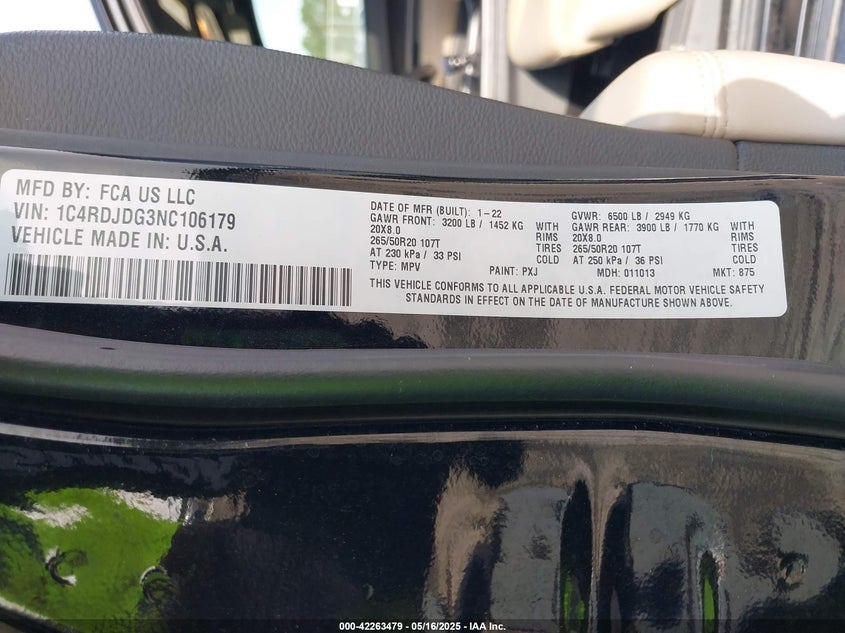 MFD BY: FCA US LLC
VIN: 1C4RDJDG3NC106179
VEHICLE MADE IN: U.S.A.
DATE OF MFR (BUILT): 1-22 GVWR: 6500 LB / 2949 KG
GAWR FRONT: 3200 LB / 1452 KG WITH GAWR REAR: 3900 LB / 1770 KG WITH
20X8.0 RIMS 20X8.0 RIMS
265/50R20 107T TIRES 265/50R20 107T TIRES
AT 230 kPa / 33 PSI COLD AT 250 kPa / 36 PSI COLD
TYPE: MPV PAINT: PXJ MDH: 011013 MKT: 875
THIS VEHICLE CONFORMS TO ALL APPLICABLE U.S.A. FEDERAL MOTOR VEHICLE SAFETY
STANDARDS IN EFFECT ON THE DATE OF MANUFACTURE SHOWN ABOVE.
000-42263479 - 05/16/2025 - IAA Inc.